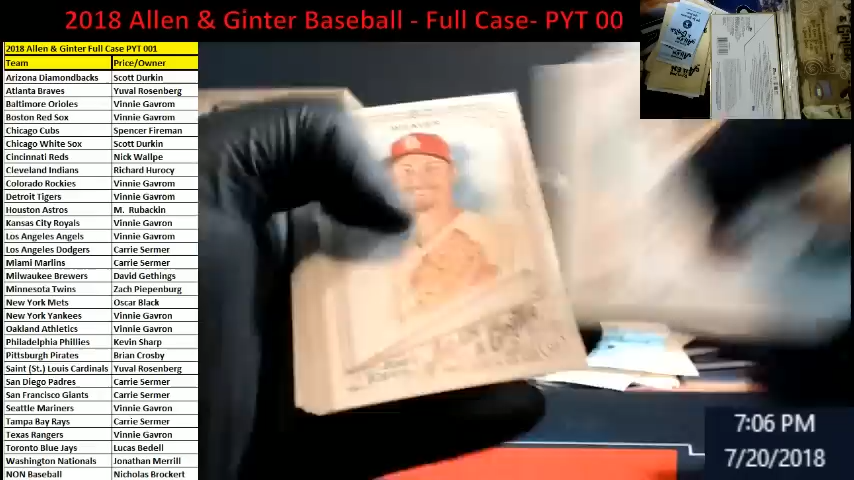 2018 Allen & Ginter Baseball - Full Case- PYT 00
2018 Allen & Ginter Full Case PYT 001
Team Price/Owner
Arizona Diamondbacks Scott Durkin
Atlanta Braves Yuval Rosenberg
Baltimore Orioles Vinnie Gavrom
Boston Red Sox Vinnie Gavrom
Chicago Cubs Spencer Fireman
Chicago White Sox Scott Durkin
Cincinnati Reds Nick Wallpe
Cleveland Indians Richard Hurocy
Colorado Rockies Vinnie Gavrom
Detroit Tigers Vinnie Gavrom
Houston Astros M. Rubackin
Kansas City Royals Vinnie Gavron
Los Angeles Angels Vinnie Gavrom
Los Angeles Dodgers Carrie Sermer
Miami Marlins Carrie Sermer
Milwaukee Brewers David Gethings
Minnesota Twins Zach Piepenburg
New York Mets Oscar Black
New York Yankees Vinnie Gavron
Oakland Athletics Vinnie Gavron
Philadelphia Phillies Kevin Sharp
Pittsburgh Pirates Brian Crosby
Saint (St.) Louis Cardinals Yuval Rosenberg
San Diego Padres Carrie Sermer
San Francisco Giants Carrie Sermer
Seattle Mariners Vinnie Gavrom
Tampa Bay Rays Carrie Sermer
Texas Rangers Vinnie Gavron
Toronto Blue Jays Lucas Bedell
Washington Nationals Jonathan Merrill
NON Baseball Nicholas Brockert
7:06 PM
7/20/2018